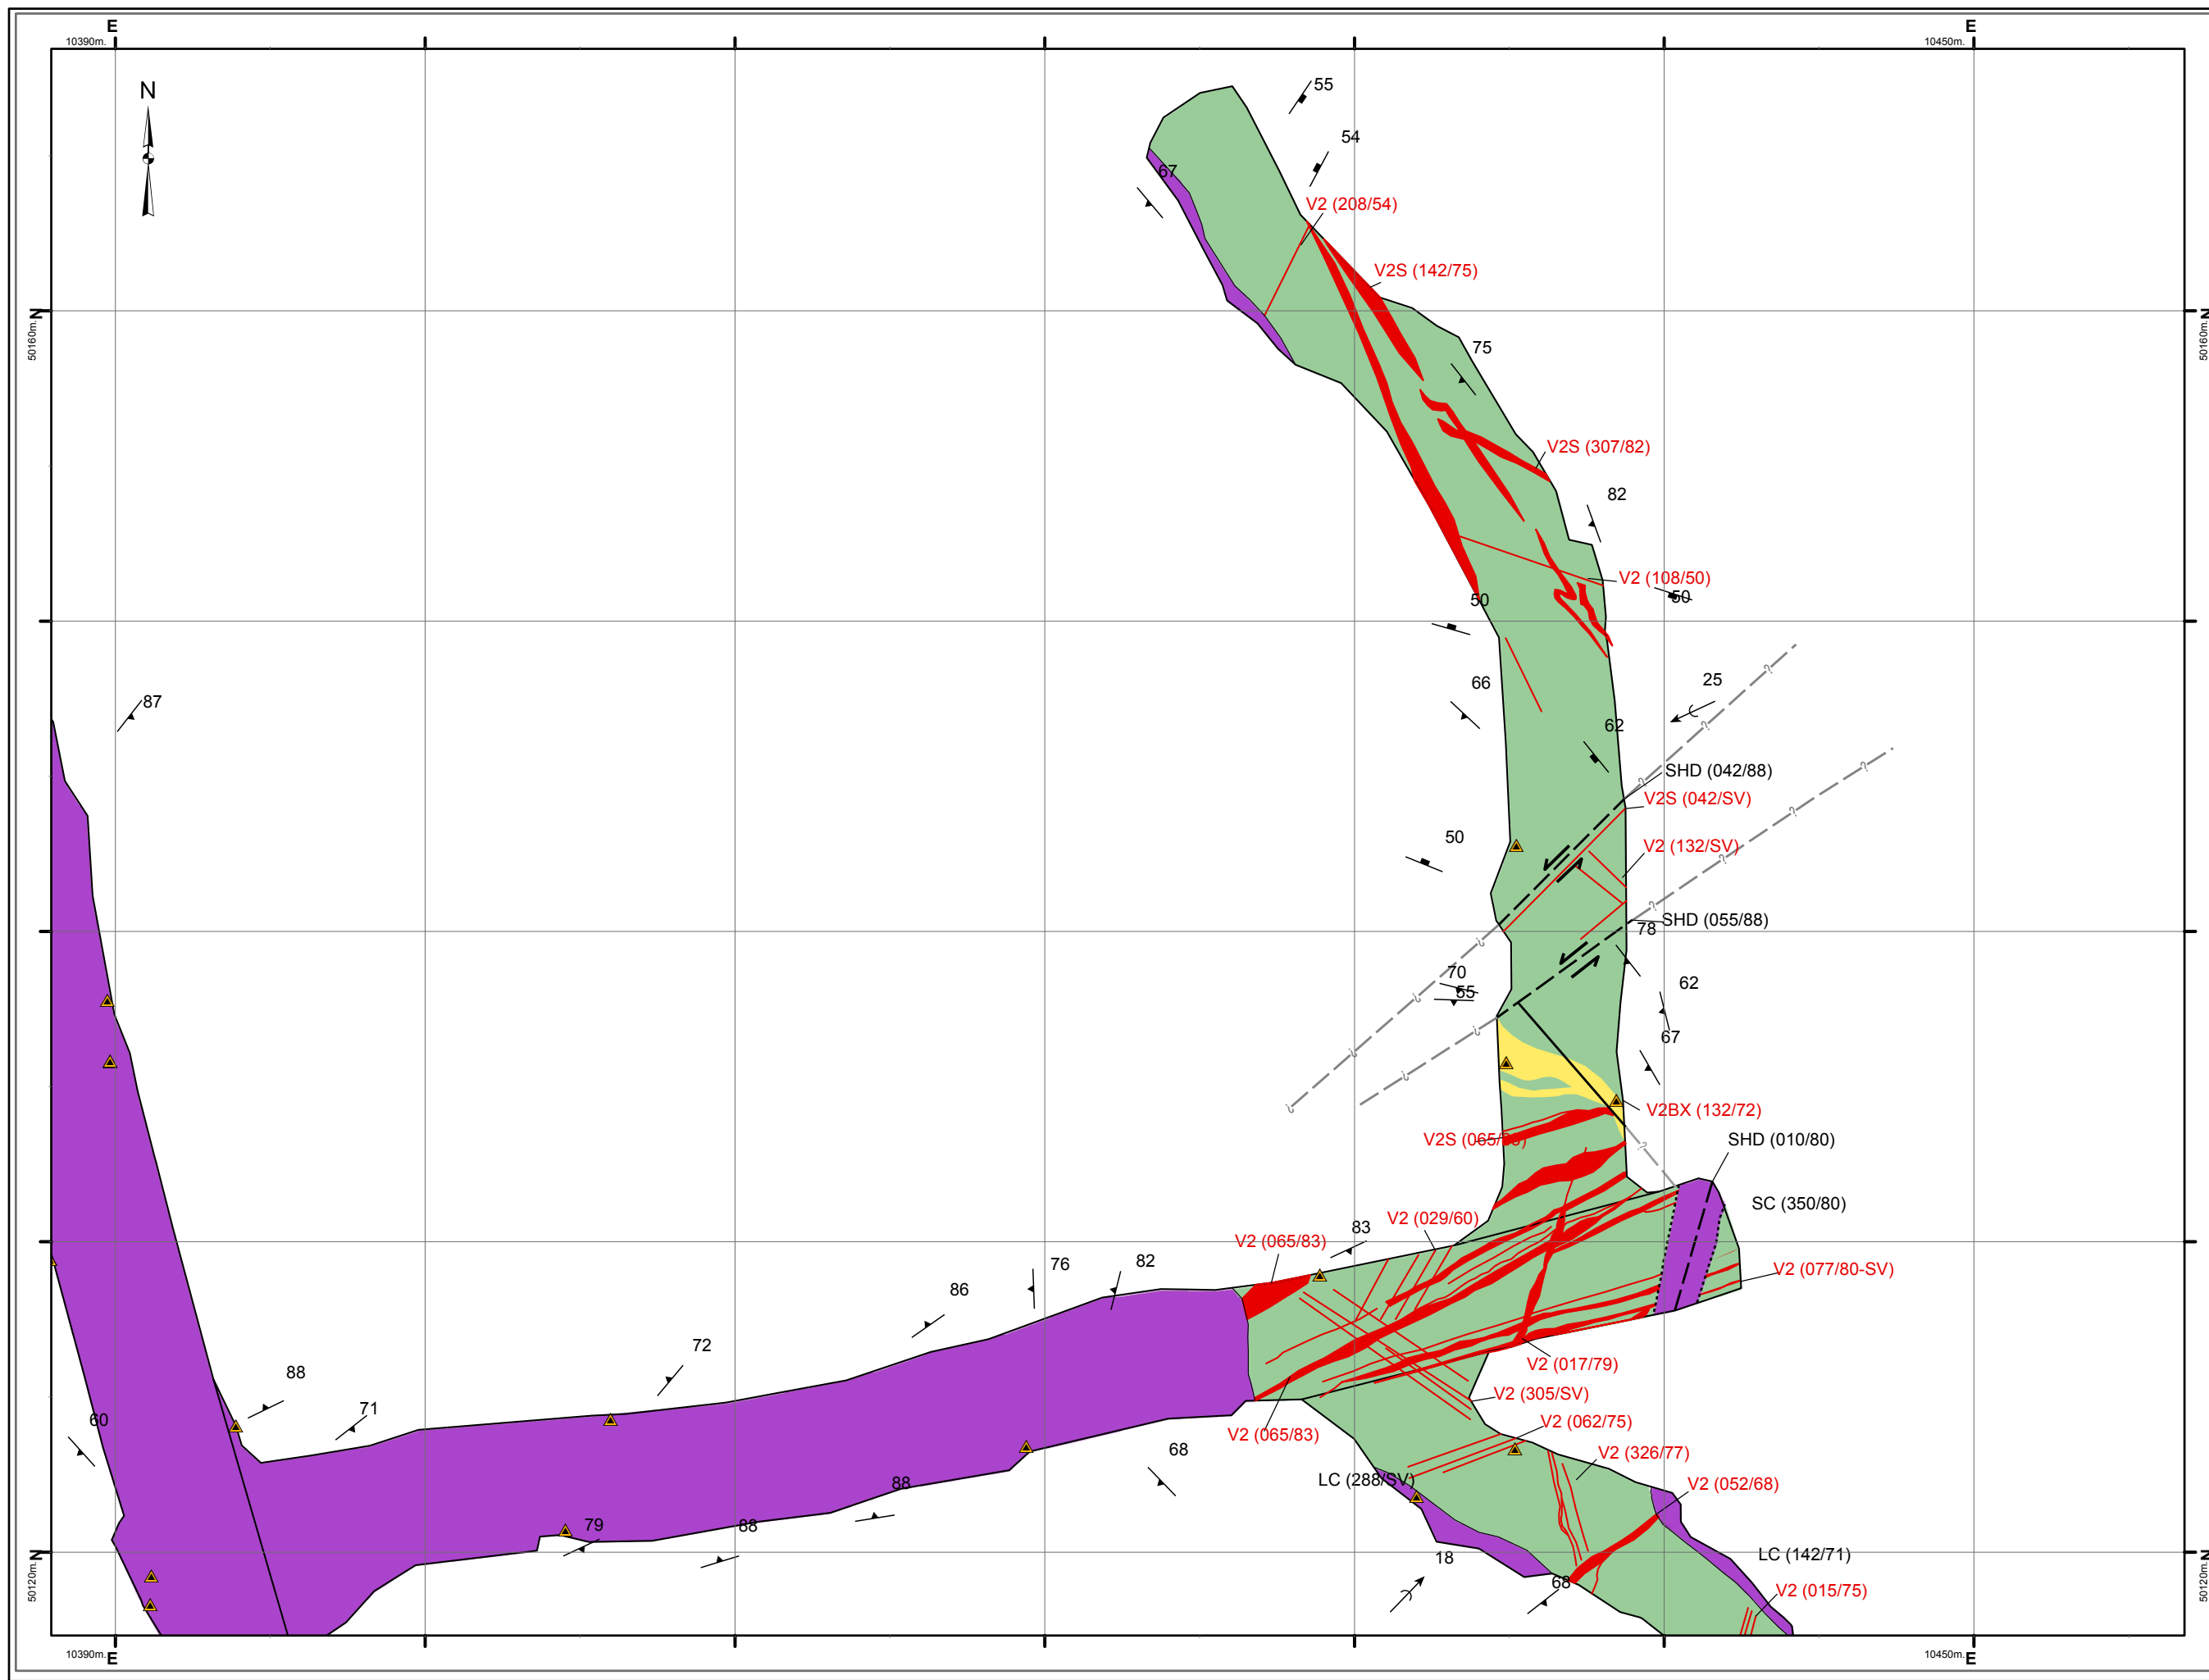 E
E
10390m.
10450m.
N
55
54
67
V2 (208/54)
V2S (142/75)
N
50160m.
N
50160m.
75
V2S (307/82)
82
V2 (108/50)
50
50
66
25
87
62
SHD (042/88)
V2S (042/SV)
50
V2 (132/SV)
SHD (055/88)
78
70
55
62
67
V2BX (132/72)
V2S (065/
SHD (010/80)
SC (350/80)
V2 (029/60)
83
V2 (065/83)
82
76
V2 (077/80-SV)
86
72
V2 (017/79)
88
V2 (305/SV)
71
60
V2 (062/75)
V2 (065/83)
68
V2 (326/77)
LC (288/SV)
88
V2 (052/68)
79
88
18
LC (142/71)
N
50120m.
N
50120m.
68
V2 (015/75)
10390m.
E
10450m.
E